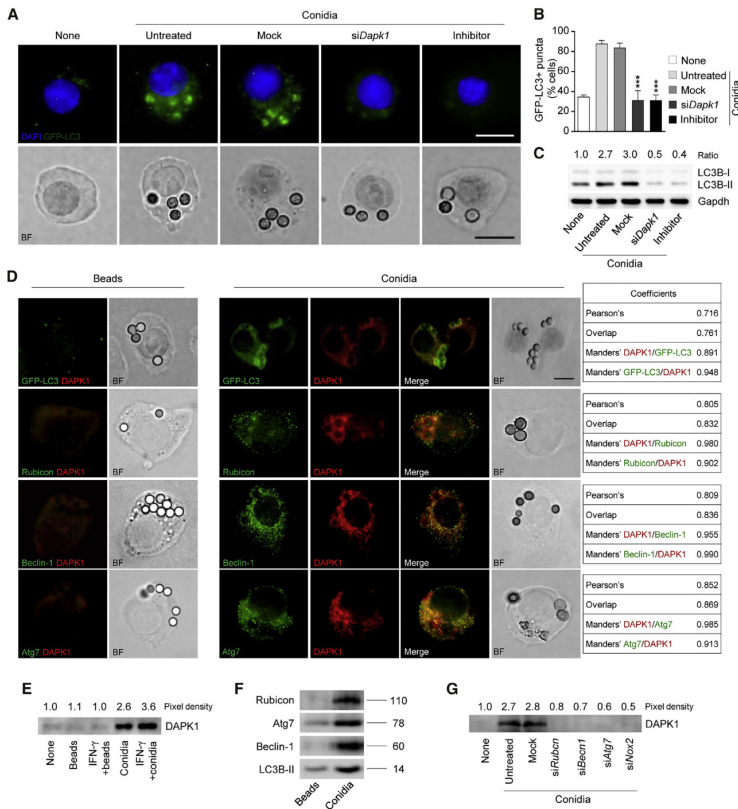 A
Conidia
None
Untreated
Mock
siDapk1
Inhibitor
DAPI GFP-LC3
BF
B
GFP-LC3+ puncta
(% cells)
100
80
60
40
20
0
***
***
None
Untreated
Mock
siDapk1
Inhibitor
Conidia
C
1.0 2.7 3.0 0.5 0.4 Ratio
LC3B-I
LC3B-II
Gapdh
None
Untreated
Mock
siDapk1
Inhibitor
Conidia
D
Beads
Conidia
GFP-LC3 DAPK1
BF
GFP-LC3
DAPK1
Merge
BF
Rubicon DAPK1
BF
Rubicon
DAPK1
Merge
BF
Beclin-1 DAPK1
BF
Beclin-1
DAPK1
Merge
BF
Atg7 DAPK1
BF
Atg7
DAPK1
Merge
BF
Coefficients
Pearson's 0.716
Overlap 0.761
Manders' DAPK1/GFP-LC3 0.891
Manders' GFP-LC3/DAPK1 0.948
Pearson's 0.805
Overlap 0.832
Manders' DAPK1/Rubicon 0.980
Manders' Rubicon/DAPK1 0.902
Pearson's 0.809
Overlap 0.836
Manders' DAPK1/Beclin-1 0.955
Manders' Beclin-1/DAPK1 0.990
Pearson's 0.852
Overlap 0.869
Manders' DAPK1/Atg7 0.985
Manders' Atg7/DAPK1 0.913
E
1.0 1.1 1.0 2.6 3.6 Pixel density
DAPK1
None
Beads
IFN-γ
+beads
Conidia
IFN-γ
+conidia
F
Rubicon 110
Atg7 78
Beclin-1 60
LC3B-II 14
Beads
Conidia
G
1.0 2.7 2.8 0.8 0.7 0.6 0.5 Pixel density
DAPK1
None
Untreated
Mock
siRubcn
siBecn1
siAtg7
siNox2
Conidia